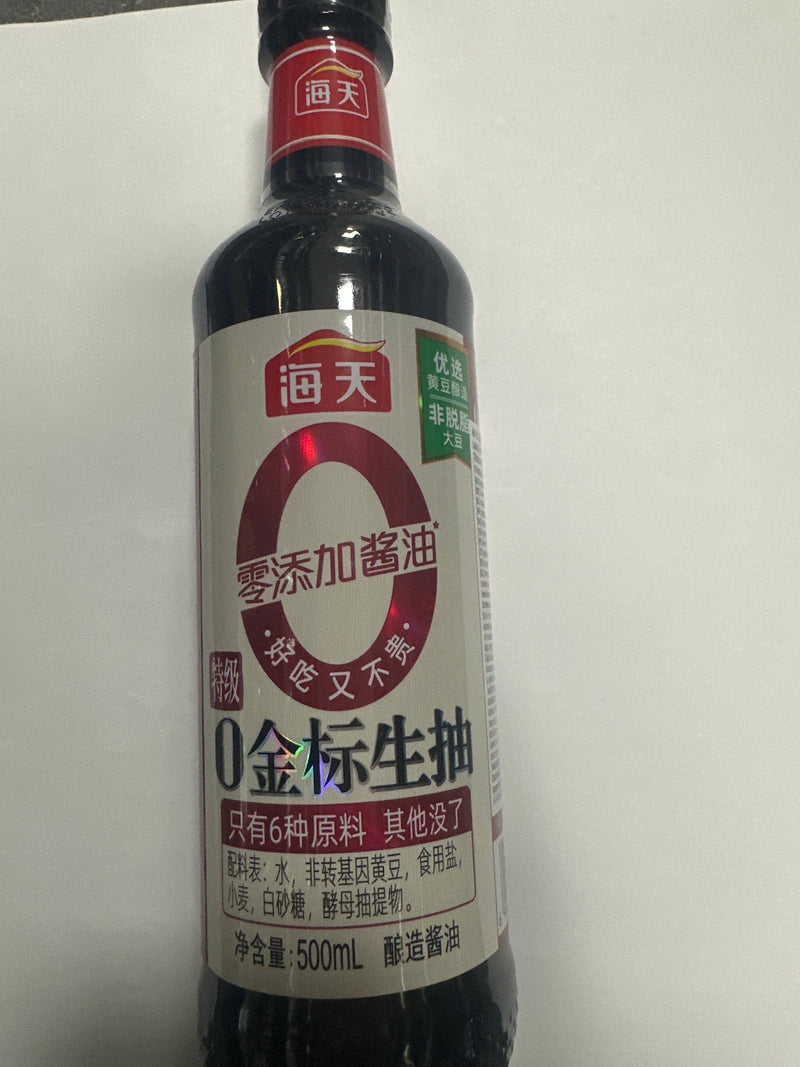 海天
海天
优选
黄豆酿造
非脱脂
大豆
零添加酱油*
·好吃又不贵·
特级
0金标生抽
只有6种原料 其他没了
配料表：水，非转基因黄豆，食用盐，
小麦，白砂糖，酵母抽提物。
净含量：500mL 酿造酱油